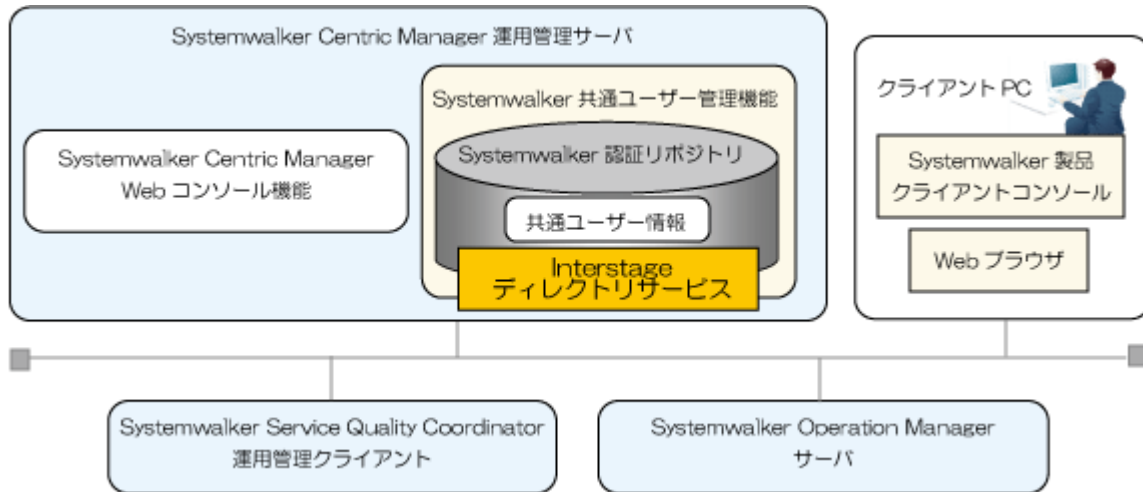 Systemwalker Centric Manager 運用管理サーバ
Systemwalker 共通ユーザー管理機能
Systemwalker Centric Manager
Web コンソール機能
Systemwalker 認証リポジトリ
共通ユーザー情報
Interstage
ディレクトリサービス
クライアント PC
Systemwalker 製品
クライアントコンソール
Web ブラウザ
Systemwalker Service Quality Coordinator
運用管理クライアント
Systemwalker Operation Manager
サーバ